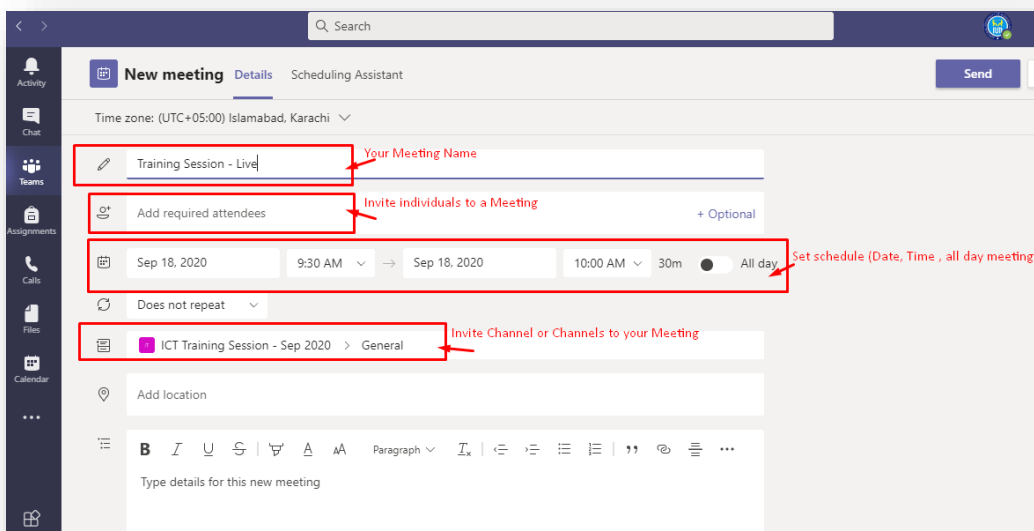 Search
Activity
New meeting Details Scheduling Assistant Send
Time zone: (UTC+05:00) Islamabad, Karachi
Chat
Training Session - Live
Your Meeting Name
Teams
Add required attendees + Optional
Invite individuals to a Meeting
Assignments
Sep 18, 2020 9:30 AM → Sep 18, 2020 10:00 AM 30m All day
Set schedule (Date, Time , all day meeting
Calls
Does not repeat
Files
ICT Training Session - Sep 2020 > General
Invite Channel or Channels to your Meeting
Calendar
Add location
B I U S A AA Paragraph Tx
Type details for this new meeting